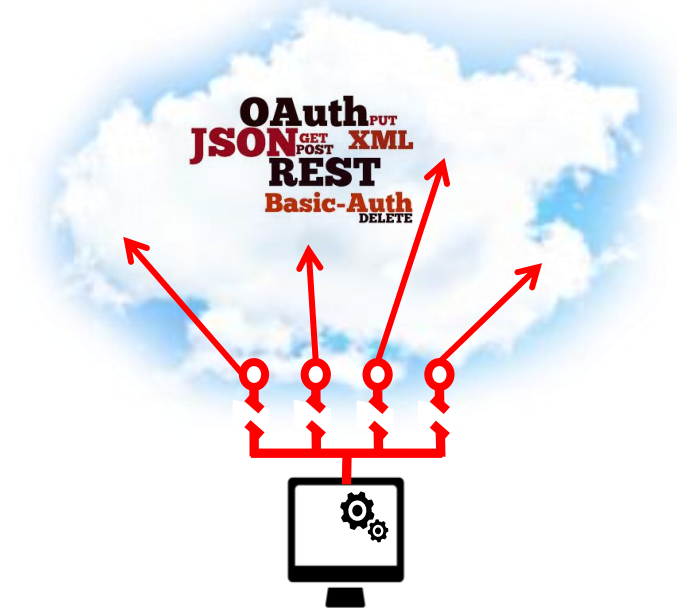 OAuth PUT
JSON GET POST XML
REST
Basic-Auth
DELETE